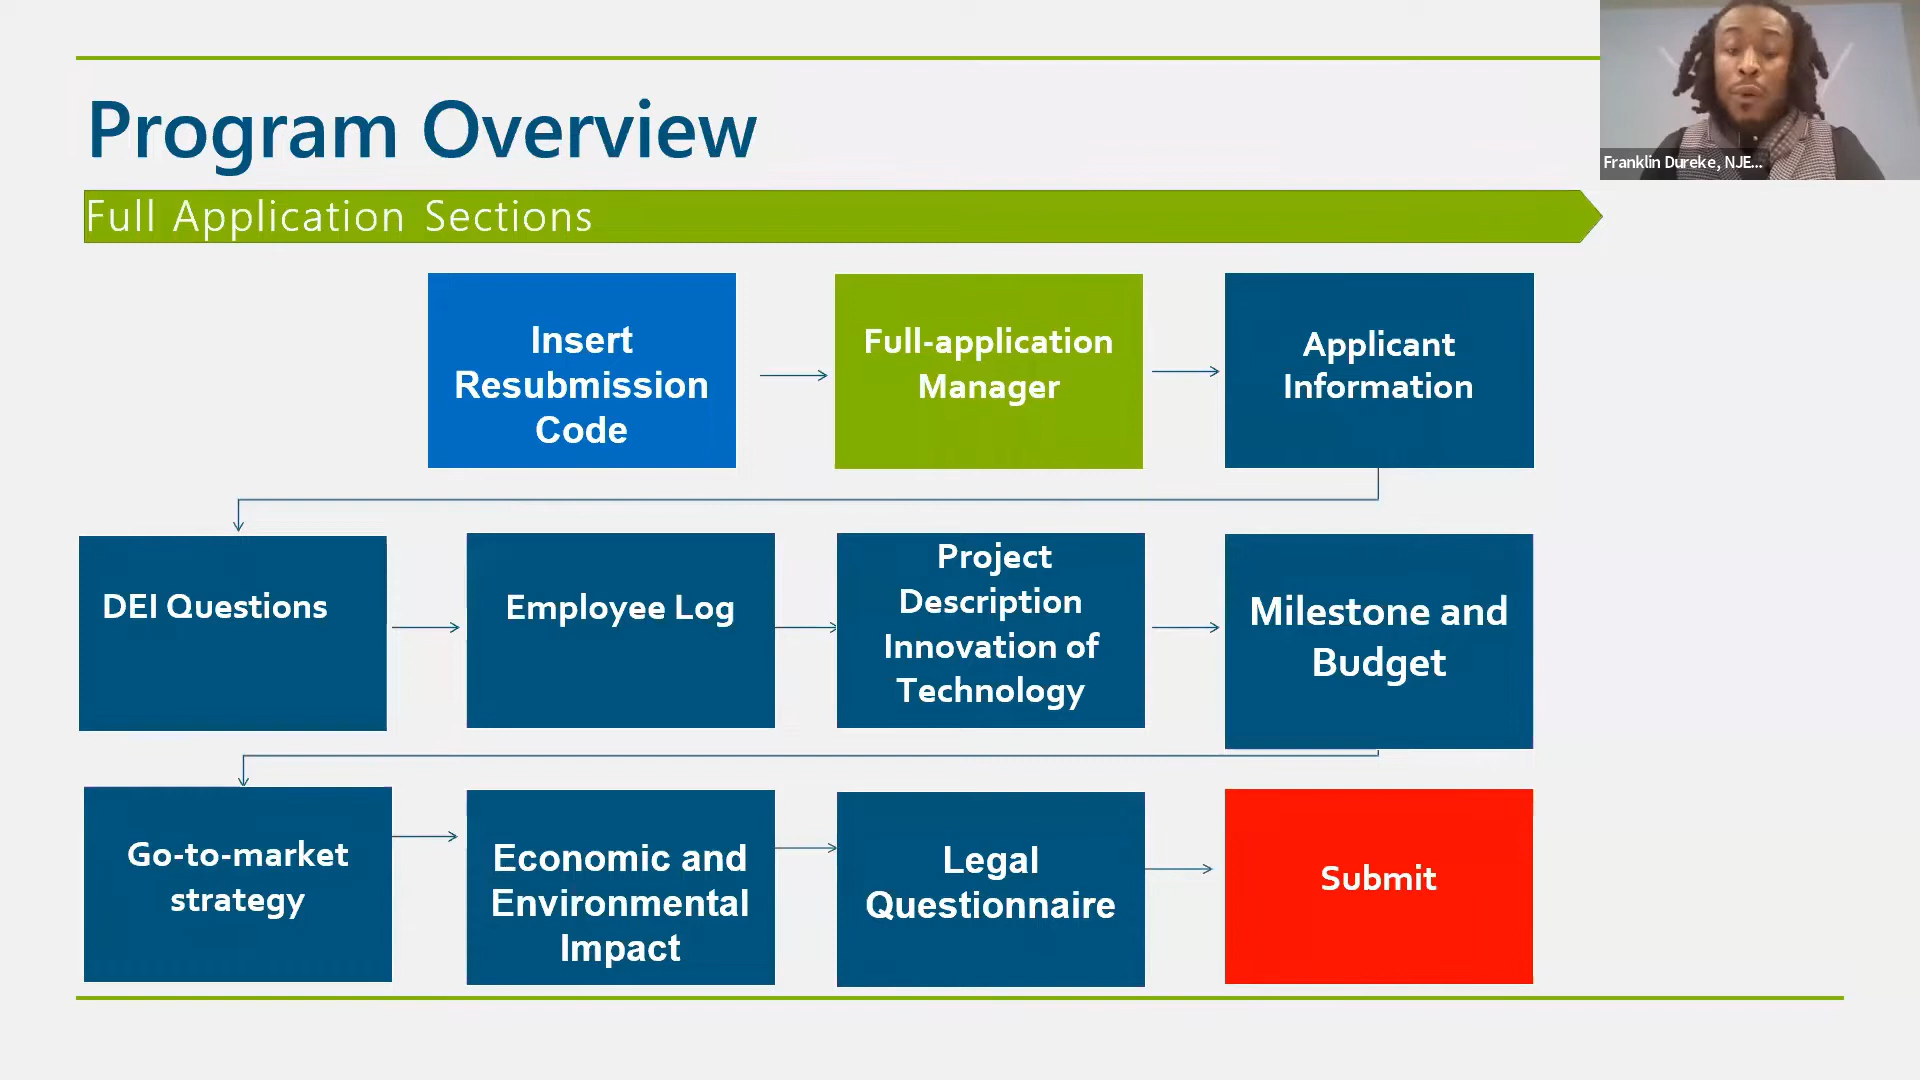 Program Overview
Franklin Dureke, NJE...
Full Application Sections
Insert
Resubmission
Code
Full-application
Manager
Applicant
Information
DEI Questions
Employee Log
Project
Description
Innovation of
Technology
Milestone and
Budget
Go-to-market
strategy
Economic and
Environmental
Impact
Legal
Questionnaire
Submit